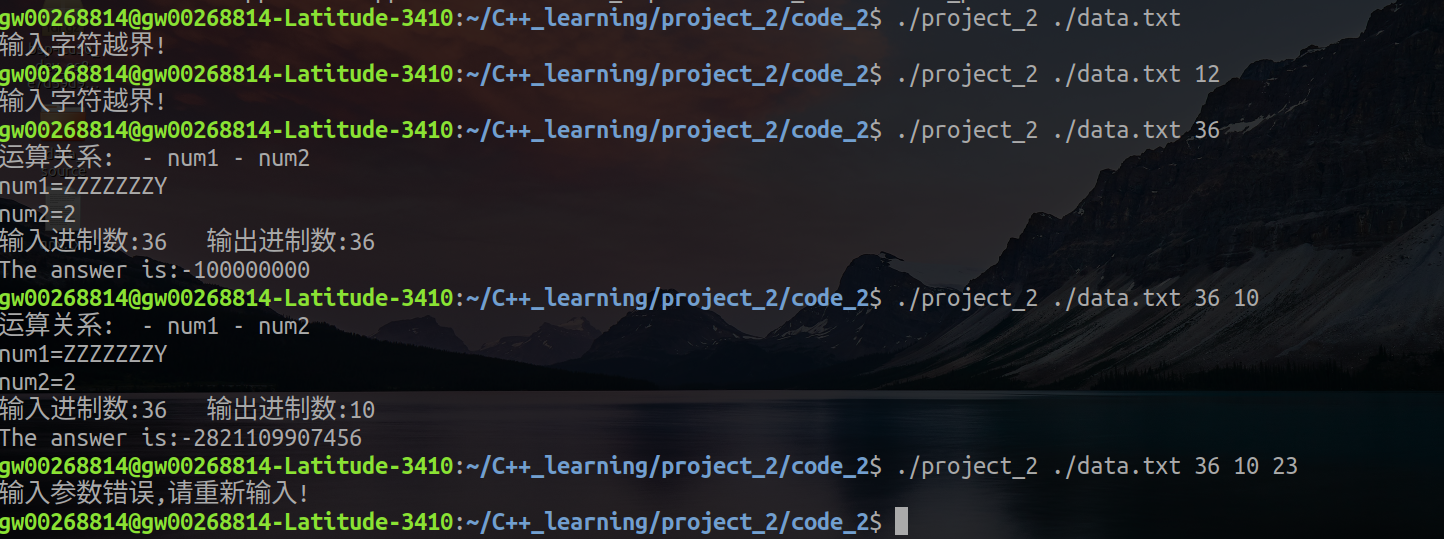 gw00268814@gw00268814-Latitude-3410:~/C++_learning/project_2/code_2$ ./project_2 ./data.txt
输入字符越界!
gw00268814@gw00268814-Latitude-3410:~/C++_learning/project_2/code_2$ ./project_2 ./data.txt 12
输入字符越界!
gw00268814@gw00268814-Latitude-3410:~/C++_learning/project_2/code_2$ ./project_2 ./data.txt 36
运算关系:  - num1 - num2
num1=ZZZZZZZY
num2=2
输入进制数:36   输出进制数:36
The answer is:-100000000
gw00268814@gw00268814-Latitude-3410:~/C++_learning/project_2/code_2$ ./project_2 ./data.txt 36 10
运算关系:  - num1 - num2
num1=ZZZZZZZY
num2=2
输入进制数:36   输出进制数:10
The answer is:-2821109907456
gw00268814@gw00268814-Latitude-3410:~/C++_learning/project_2/code_2$ ./project_2 ./data.txt 36 10 23
输入参数错误,请重新输入!
gw00268814@gw00268814-Latitude-3410:~/C++_learning/project_2/code_2$